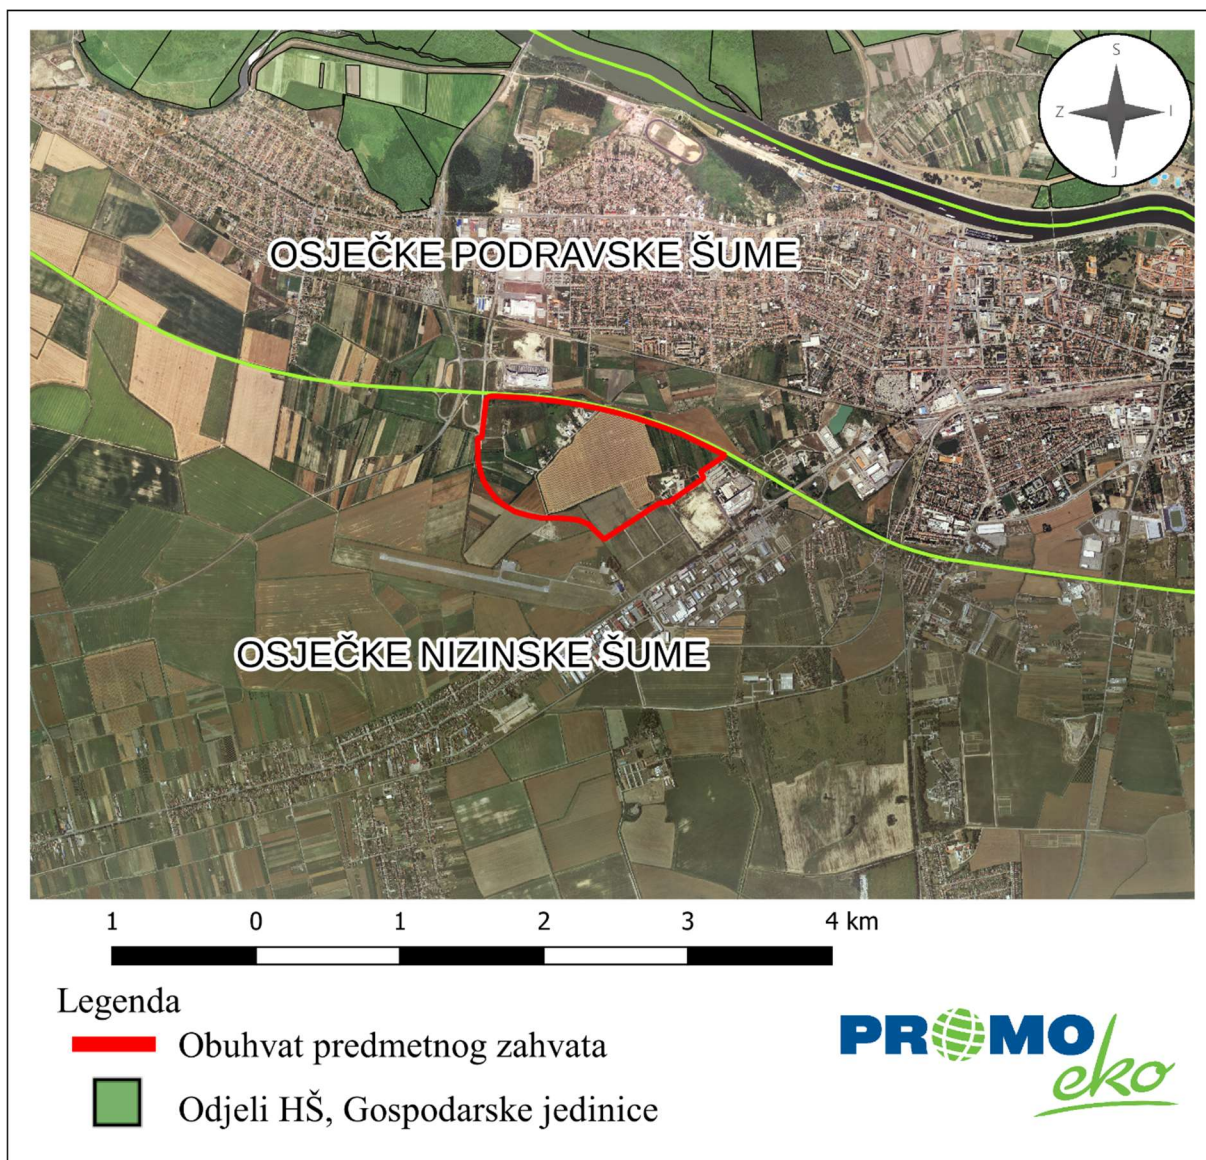 S
Z I
J
OSJEČKE PODRAVSKE ŠUME
OSJEČKE NIZINSKE ŠUME
1 0 1 2 3 4 km
Legenda
Obuhvat predmetnog zahvata
Odjeli HŠ, Gospodarske jedinice
PROMO
eko